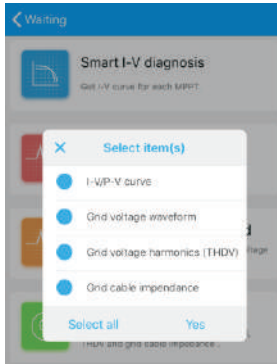 Waiting
Smart I-V diagnosis
Get I-V curve for each MPPT
Select item(s)
I-V/P-V curve
Grid voltage waveform
d
Grid voltage harmonics (THDV)
ltage
Grid cable impendance
Select all
Yes
THDV and grid cable impedance .